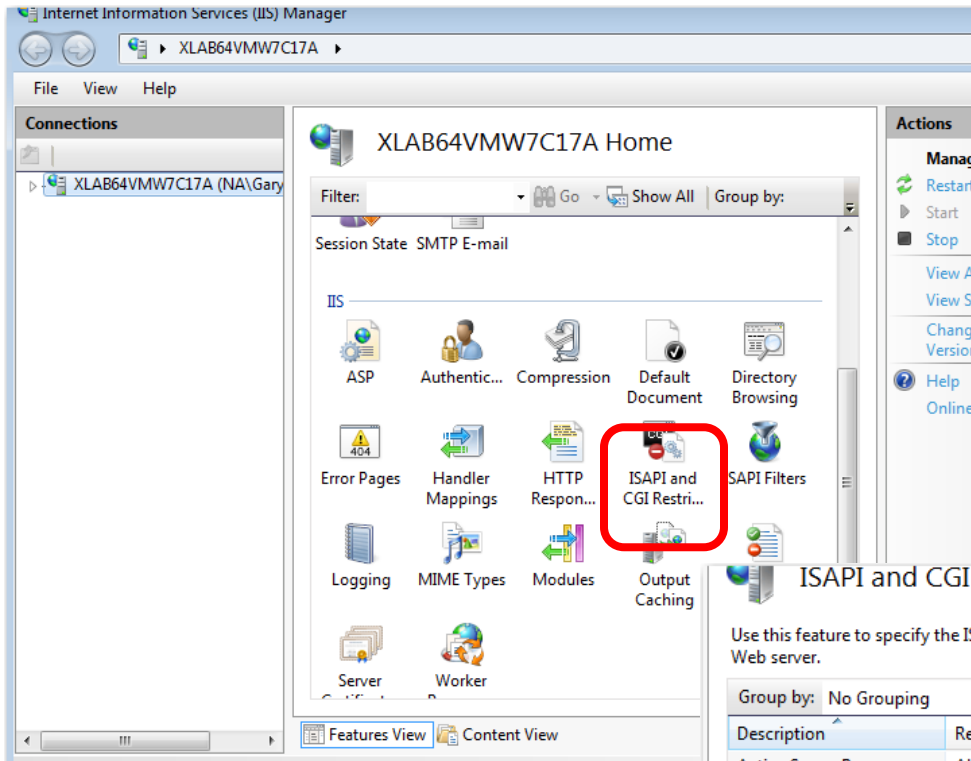 Internet Information Services (IIS) Manager
XLAB64VMW7C17A
File View Help
Connections
XLAB64VMW7C17A (NA\Gary
XLAB64VMW7C17A Home
Filter: Go Show All Group by:
Session State SMTP E-mail
IIS
ASP Authentic... Compression Default Document Directory Browsing
Error Pages Handler Mappings HTTP Respon... ISAPI and CGI Restri... SAPI Filters
404
Logging MIME Types Modules Output Caching
Server Worker
Features View Content View
Actions
Manag
Restart
Start
Stop
View A
View S
Chang
Version
Help
Online
ISAPI and CGI
Use this feature to specify the IS
Web server.
Group by: No Grouping
Description Re